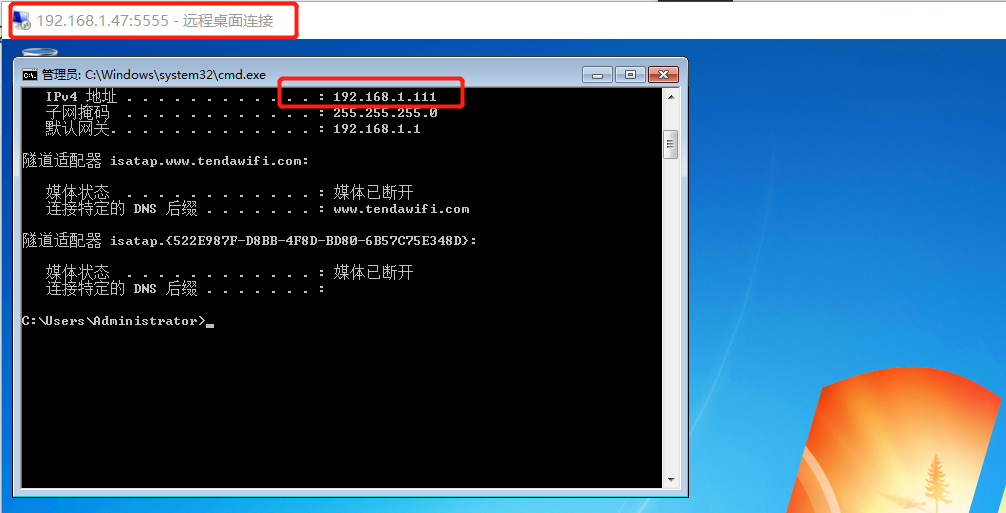 192.168.1.47:5555 - 远程桌面连接
管理员: C:\Windows\system32\cmd.exe
IPv4 地址 . . . . . . . . . . . . : 192.168.1.111
子网掩码 . . . . . . . . . . . . : 255.255.255.0
默认网关. . . . . . . . . . . . . : 192.168.1.1
隧道适配器 isatap.www.tendawifi.com:
媒体状态 . . . . . . . . . . . . : 媒体已断开
连接特定的 DNS 后缀 . . . . . . . : www.tendawifi.com
隧道适配器 isatap.{522E987F-D8BB-4F8D-BD80-6B57C75E348D}:
媒体状态 . . . . . . . . . . . . : 媒体已断开
连接特定的 DNS 后缀 . . . . . . . :
C:\Users\Administrator>